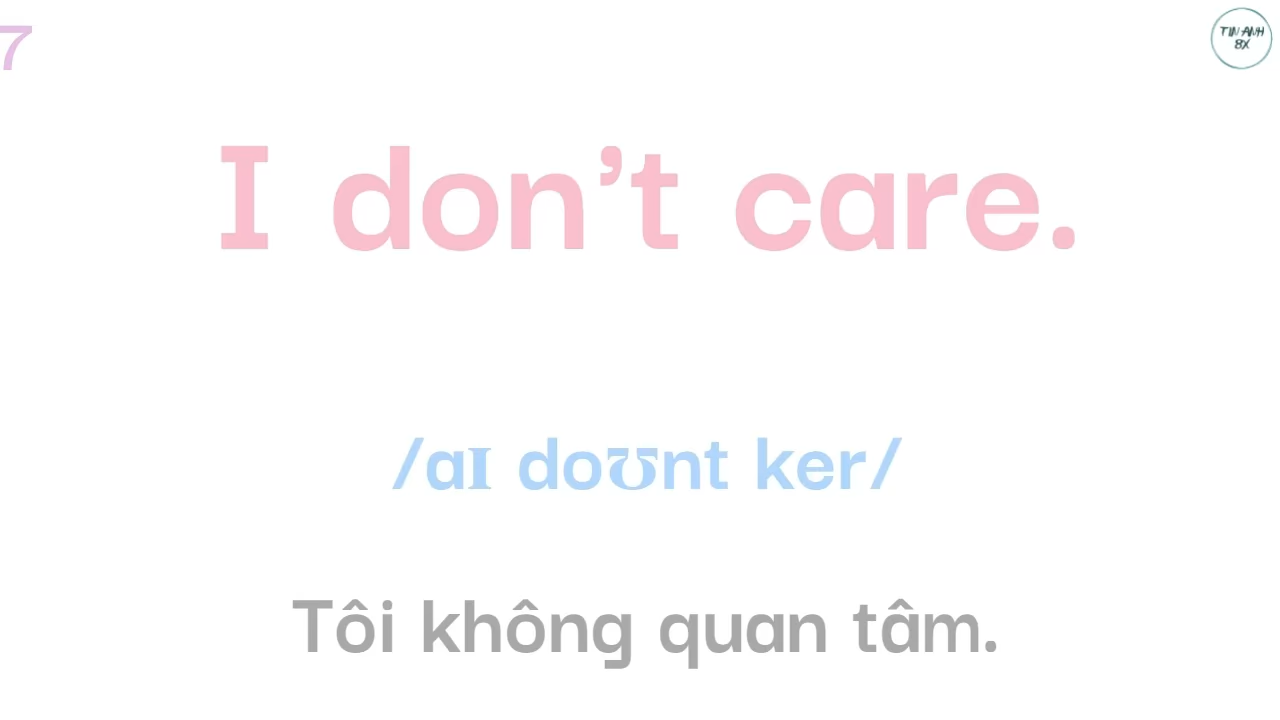 7
TIN ANH
8X
I don’t care.
/aɪ doʊnt ker/
Tôi không quan tâm.